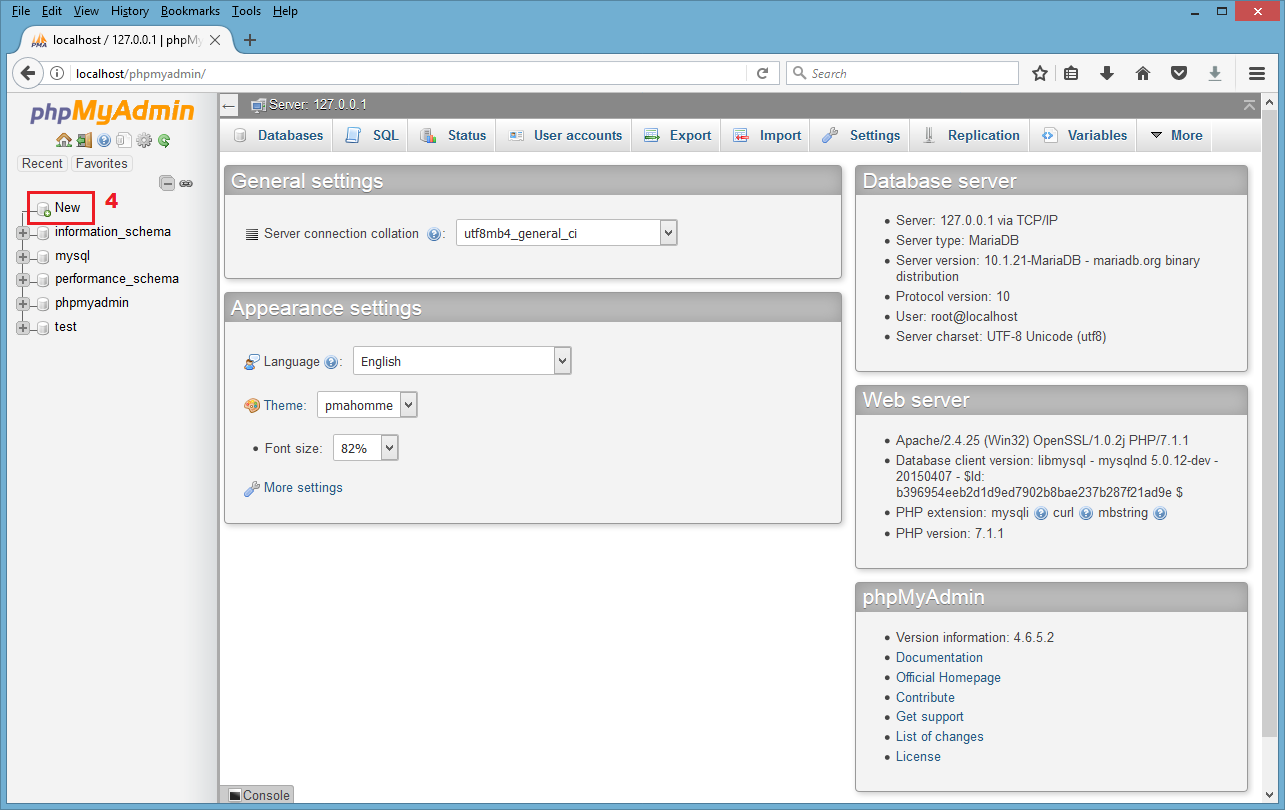 File Edit View History Bookmarks Tools Help
PMA localhost / 127.0.0.1 | phpMy
localhost/phpmyadmin/
Search
phpMyAdmin
Recent Favorites
New 4
information_schema
mysql
performance_schema
phpmyadmin
test
Server: 127.0.0.1
Databases SQL Status User accounts Export Import Settings Replication Variables More
General settings
Server connection collation : utf8mb4_general_ci
Appearance settings
Language : English
Theme: pmahomme
• Font size: 82%
More settings
Database server
• Server: 127.0.0.1 via TCP/IP
• Server type: MariaDB
• Server version: 10.1.21-MariaDB - mariadb.org binary
distribution
• Protocol version: 10
• User: root@localhost
• Server charset: UTF-8 Unicode (utf8)
Web server
• Apache/2.4.25 (Win32) OpenSSL/1.0.2j PHP/7.1.1
• Database client version: libmysql - mysqlnd 5.0.12-dev -
20150407 - $Id:
b396954eeb2d1d9ed7902b8bae237b287f21ad9e $
• PHP extension: mysqli curl mbstring
• PHP version: 7.1.1
phpMyAdmin
• Version information: 4.6.5.2
• Documentation
• Official Homepage
• Contribute
• Get support
• List of changes
• License
Console